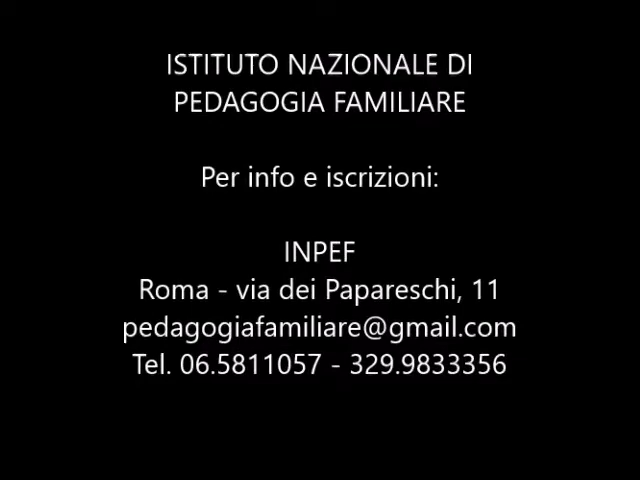 ISTITUTO NAZIONALE DI
PEDAGOGIA FAMILIARE
Per info e iscrizioni:
INPEF
Roma - via dei Papareschi, 11
pedagogiafamiliare@gmail.com
Tel. 06.5811057 - 329.9833356